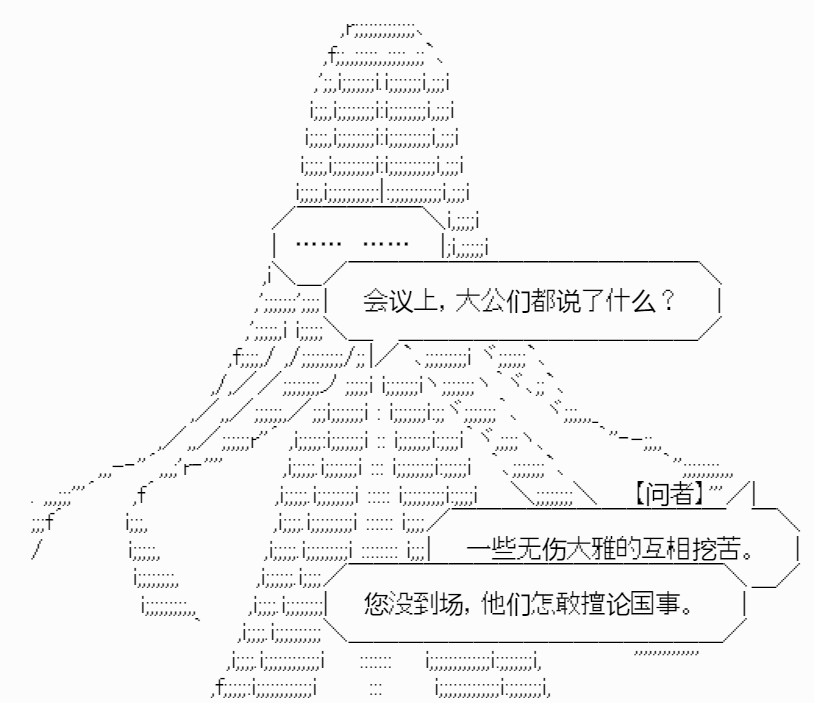 …… ……
会议上，大公们都说了什么？
【问者】
一些无伤大雅的互相挖苦。
您没到场，他们怎敢擅论国事。